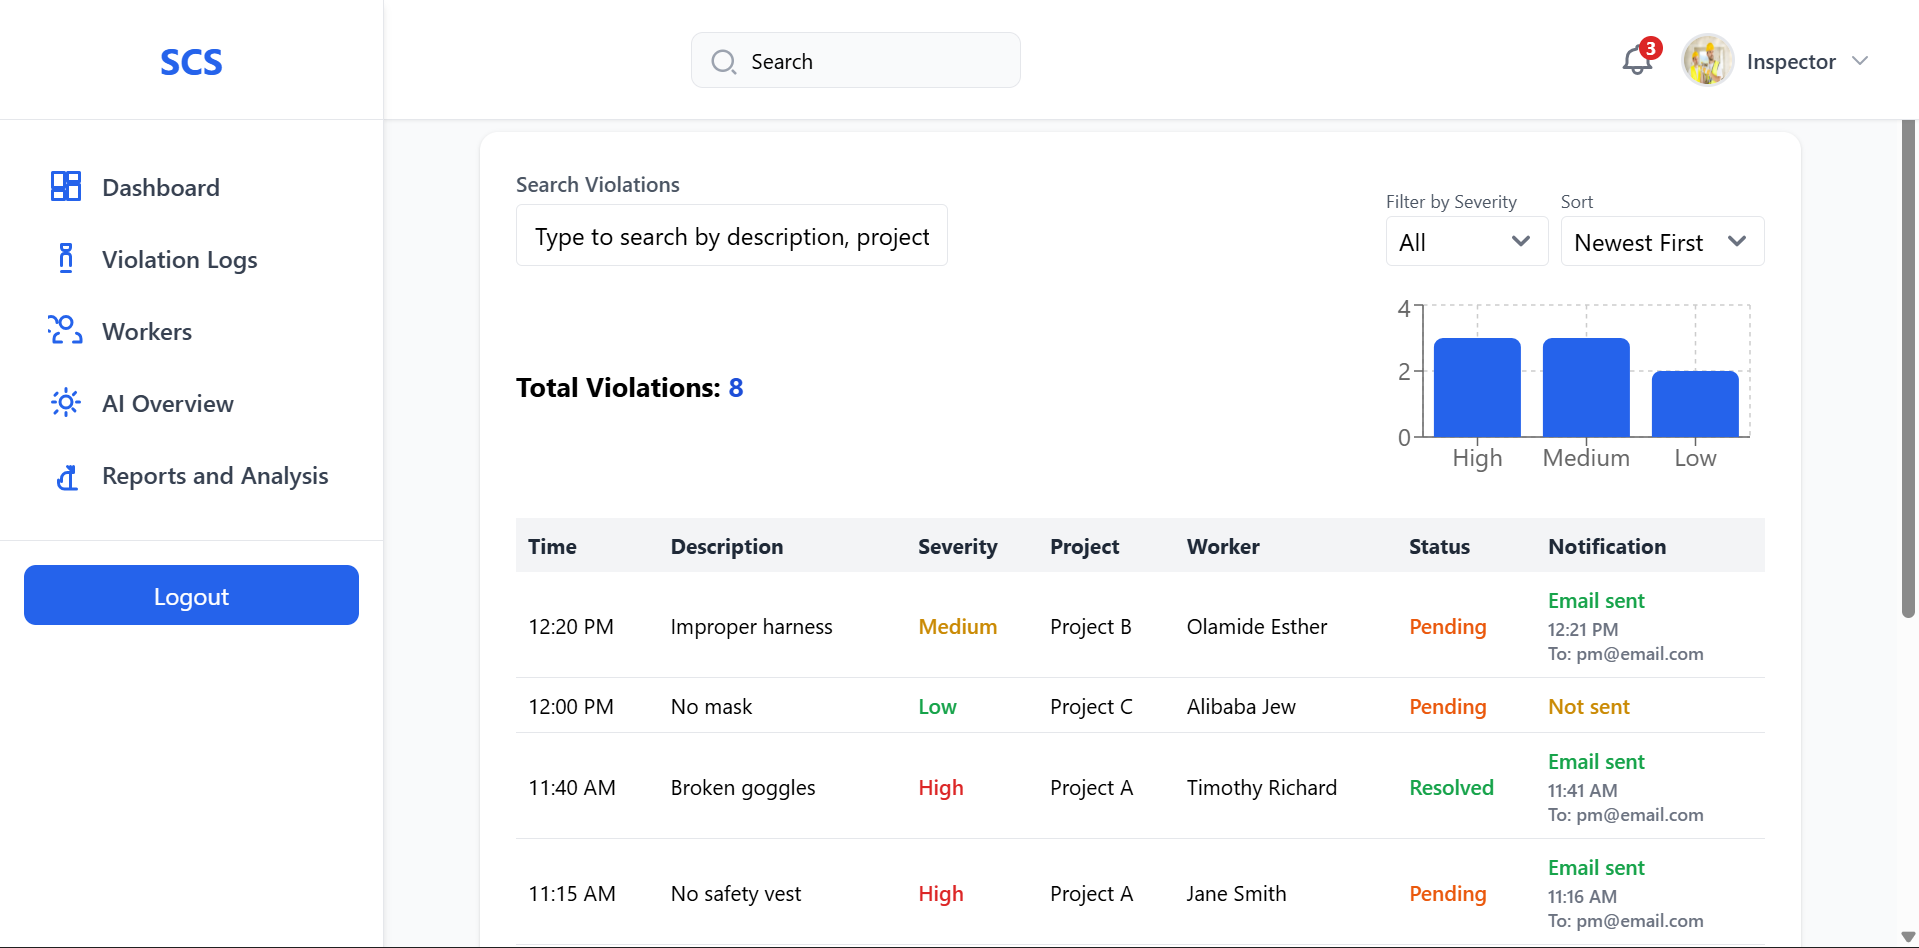 SCS
Search
3
Inspector
Dashboard
Violation Logs
Workers
AI Overview
Reports and Analysis
Logout
Search Violations
Type to search by description, project
Filter by Severity
All
Sort
Newest First
Total Violations: 8
4
2
0
High Medium Low
Time Description Severity Project Worker Status Notification
12:20 PM Improper harness Medium Project B Olamide Esther Pending Email sent
12:21 PM
To: pm@email.com
12:00 PM No mask Low Project C Alibaba Jew Pending Not sent
11:40 AM Broken goggles High Project A Timothy Richard Resolved Email sent
11:41 AM
To: pm@email.com
11:15 AM No safety vest High Project A Jane Smith Pending Email sent
11:16 AM
To: pm@email.com